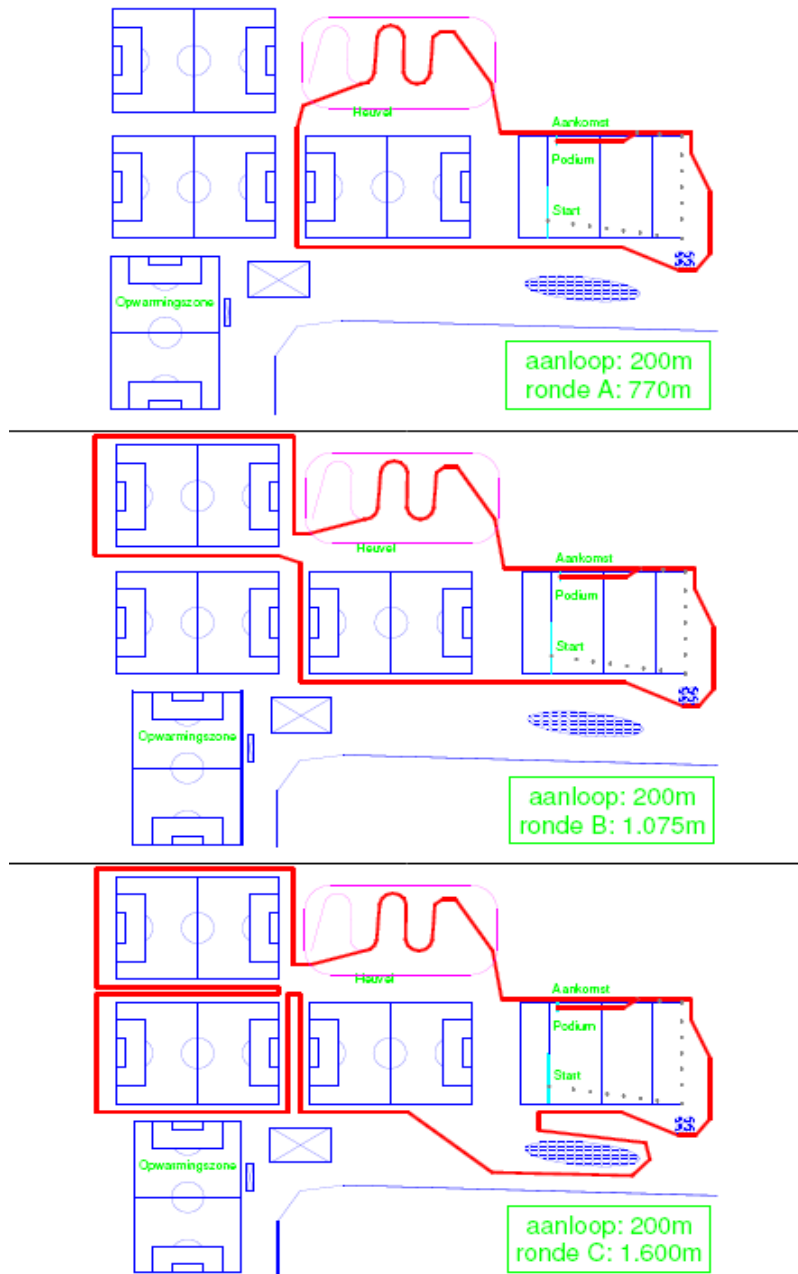 Heuvel
Aankomst
Podium
Start
Opwarmingszone
aanloop: 200m
ronde A: 770m
Heuvel
Aankomst
Podium
Start
Opwarmingszone
aanloop: 200m
ronde B: 1.075m
Heuvel
Aankomst
Podium
Start
Opwarmingszone
aanloop: 200m
ronde C: 1.600m